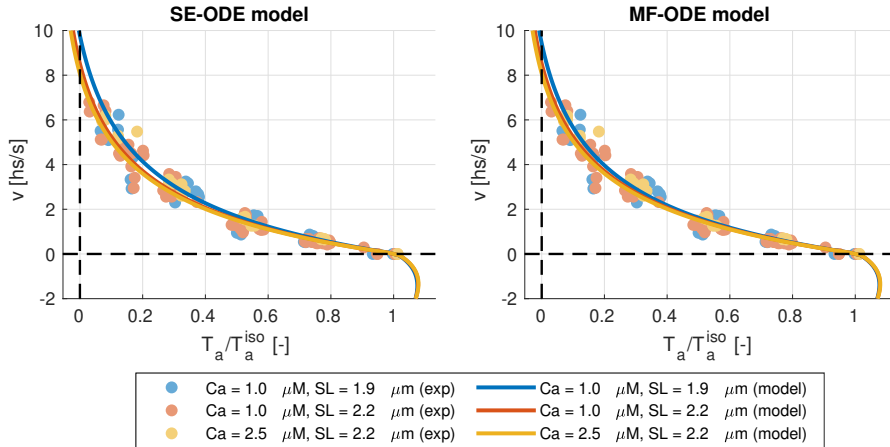 SE-ODE model
10
8
6
4
2
0
-2
v [hs/s]
0 0.2 0.4 0.6 0.8 1
T_a/T_a^iso [-]
MF-ODE model
10
8
6
4
2
0
-2
v [hs/s]
0 0.2 0.4 0.6 0.8 1
T_a/T_a^iso [-]
Ca = 1.0 μM, SL = 1.9 μm (exp)
Ca = 1.0 μM, SL = 2.2 μm (exp)
Ca = 2.5 μM, SL = 2.2 μm (exp)
Ca = 1.0 μM, SL = 1.9 μm (model)
Ca = 1.0 μM, SL = 2.2 μm (model)
Ca = 2.5 μM, SL = 2.2 μm (model)